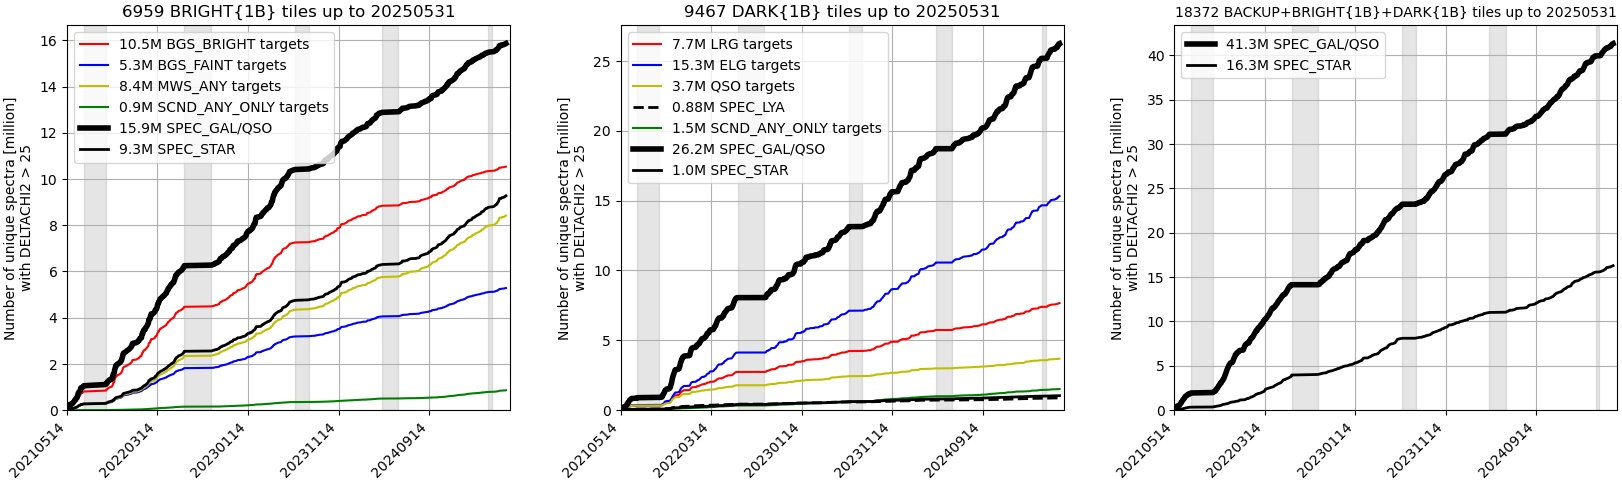 6959 BRIGHT{1B} tiles up to 20250531
Number of unique spectra [million]
with DELTACHI2 > 25
16
14
12
10
8
6
4
2
0
10.5M BGS_BRIGHT targets
5.3M BGS_FAINT targets
8.4M MWS_ANY targets
0.9M SCND_ANY_ONLY targets
15.9M SPEC_GAL/QSO
9.3M SPEC_STAR
20210514
20220314
20230114
20231114
20240914
9467 DARK{1B} tiles up to 20250531
Number of unique spectra [million]
with DELTACHI2 > 25
25
20
15
10
5
0
7.7M LRG targets
15.3M ELG targets
3.7M QSO targets
0.88M SPEC_LYA
1.5M SCND_ANY_ONLY targets
26.2M SPEC_GAL/QSO
1.0M SPEC_STAR
20210514
20220314
20230114
20231114
20240914
18372 BACKUP+BRIGHT{1B}+DARK{1B} tiles up to 20250531
Number of unique spectra [million]
with DELTACHI2 > 25
40
35
30
25
20
15
10
5
0
41.3M SPEC_GAL/QSO
16.3M SPEC_STAR
20210514
20220314
20230114
20231114
20240914